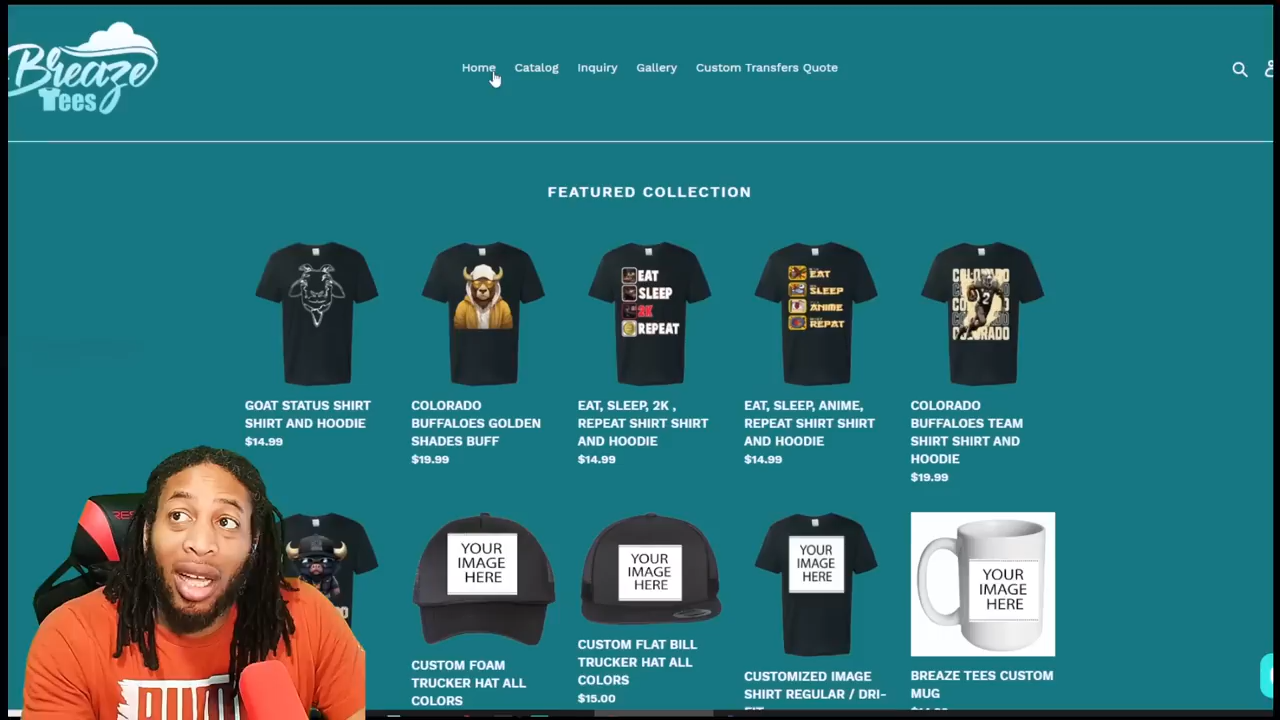 Breaze
Tees
Home
Catalog
Inquiry
Gallery
Custom Transfers Quote
FEATURED COLLECTION
EAT
SLEEP
2K
REPEAT
EAT
SLEEP
ANIME
REPAT
COLORADO
GOAT STATUS SHIRT
SHIRT AND HOODIE
$14.99
COLORADO
BUFFALOES GOLDEN
SHADES BUFF
$19.99
EAT, SLEEP, 2K ,
REPEAT SHIRT SHIRT
AND HOODIE
$14.99
EAT, SLEEP, ANIME,
REPEAT SHIRT SHIRT
AND HOODIE
$14.99
COLORADO
BUFFALOES TEAM
SHIRT SHIRT AND
HOODIE
$19.99
YOUR
IMAGE
HERE
CUSTOM FOAM
TRUCKER HAT ALL
COLORS
YOUR
IMAGE
HERE
CUSTOM FLAT BILL
TRUCKER HAT ALL
COLORS
$15.00
YOUR
IMAGE
HERE
CUSTOMIZED IMAGE
SHIRT REGULAR / DRI-
YOUR
IMAGE
HERE
BREAZE TEES CUSTOM
MUG